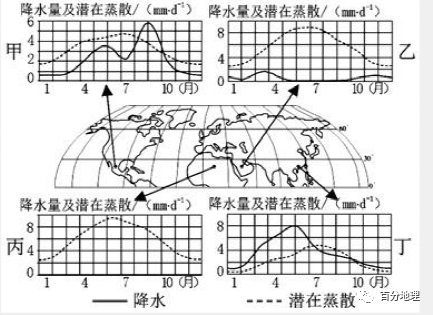 降水量及潜在蒸散/（mm·d⁻¹）
甲
6
4
2
0
1 4 7 10（月）
降水量及潜在蒸散/（mm·d⁻¹）
乙
8
4
0
1 4 7 10（月）
60
30
0
降水量及潜在蒸散/（mm·d⁻¹）
丙
8
4
0
1 4 7 10（月）
降水量及潜在蒸散/（mm·d⁻¹）
丁
12
8
4
0
1 4 7 10（月）
降水 潜在蒸散
百分地理